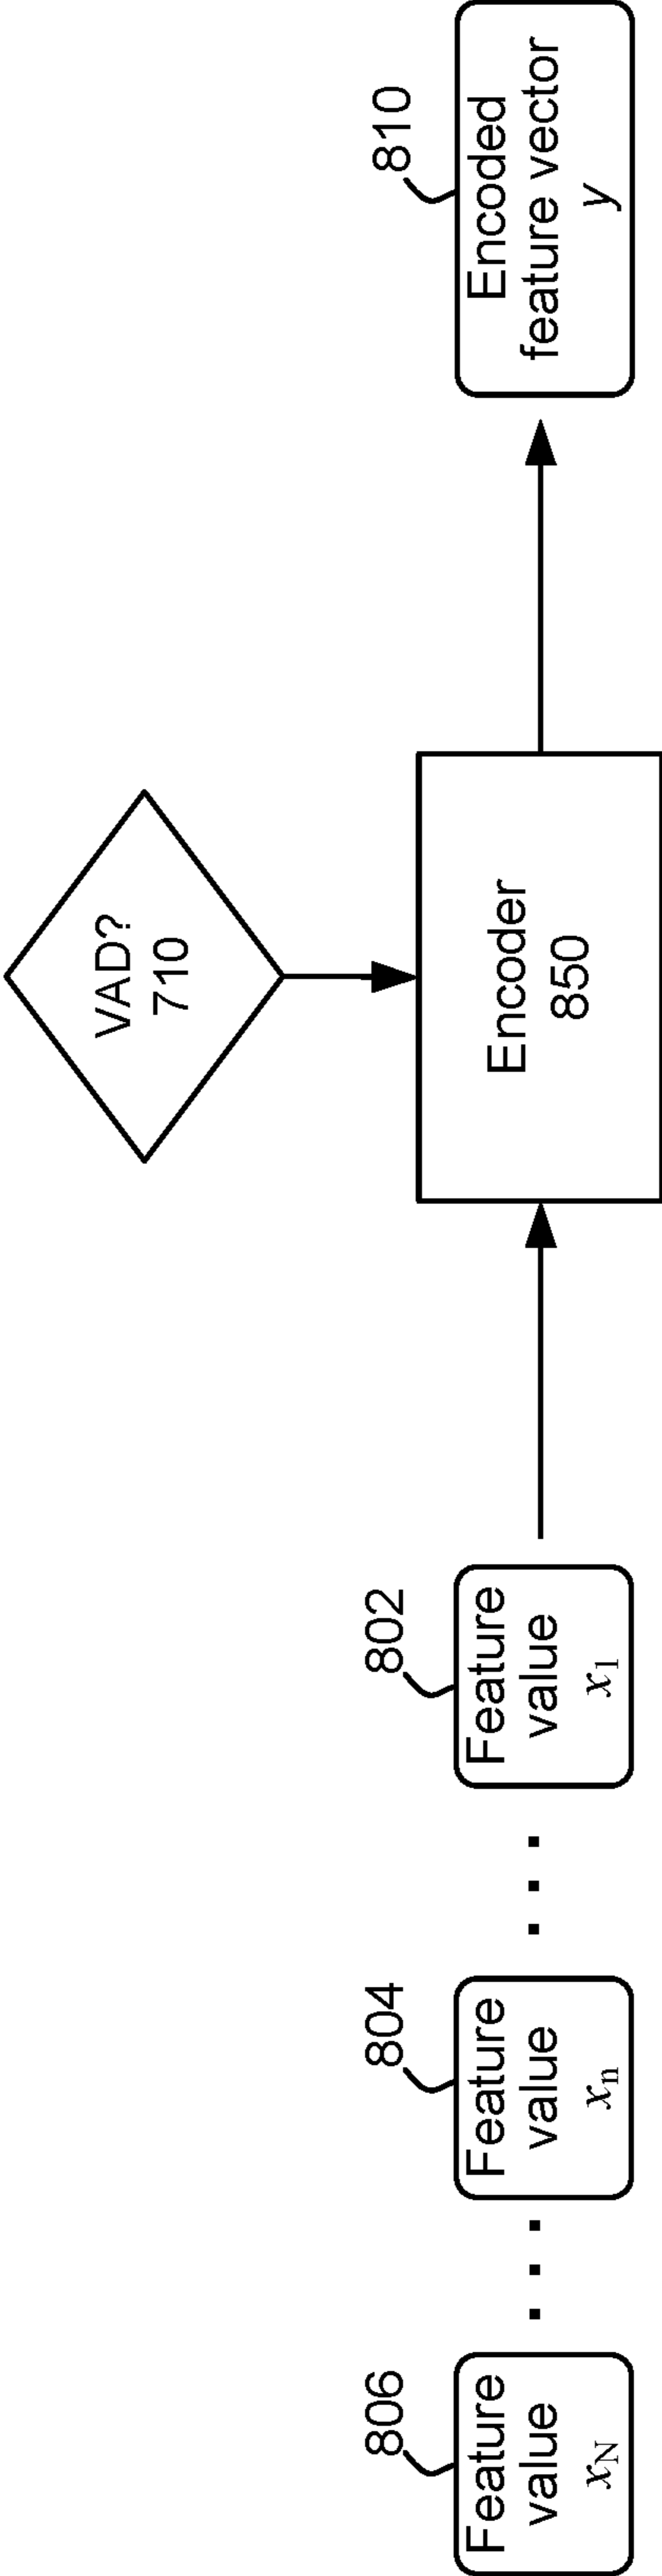 VAD?
710
806
Feature
value
xN
804
Feature
value
xn
802
Feature
value
x1
Encoder
850
810
Encoded
feature vector
y